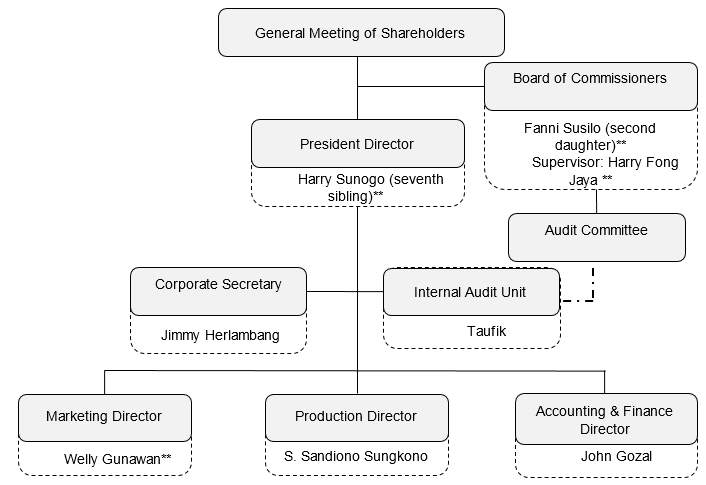 General Meeting of Shareholders
Board of Commissioners
Fanni Susilo (second
daughter)**
Supervisor: Harry Fong
Jaya **
President Director
Harry Sunogo (seventh
sibling)**
Audit Committee
Corporate Secretary
Jimmy Herlambang
Internal Audit Unit
Taufik
Marketing Director
Welly Gunawan**
Production Director
S. Sandiono Sungkono
Accounting & Finance
Director
John Gozal